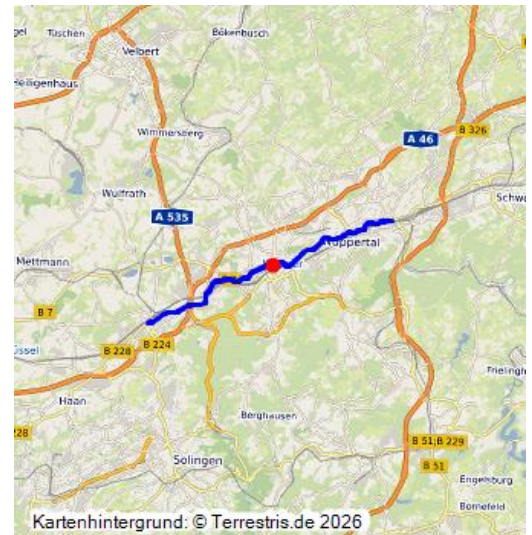 Tüschen
Bökenbusch
Velbert
Heiligenhaus
Wimmersberg
A 46
B 326
Wülfrath
A 535
Schw
Mettmann
Wuppertal
B 7
B 228
B 224
Haan
Frielingh
Berghausen
228
B 51;B 229
Solingen
B 51
Engelsburg
Bornefeld
Kartenhintergrund: © Terrestris.de 2026